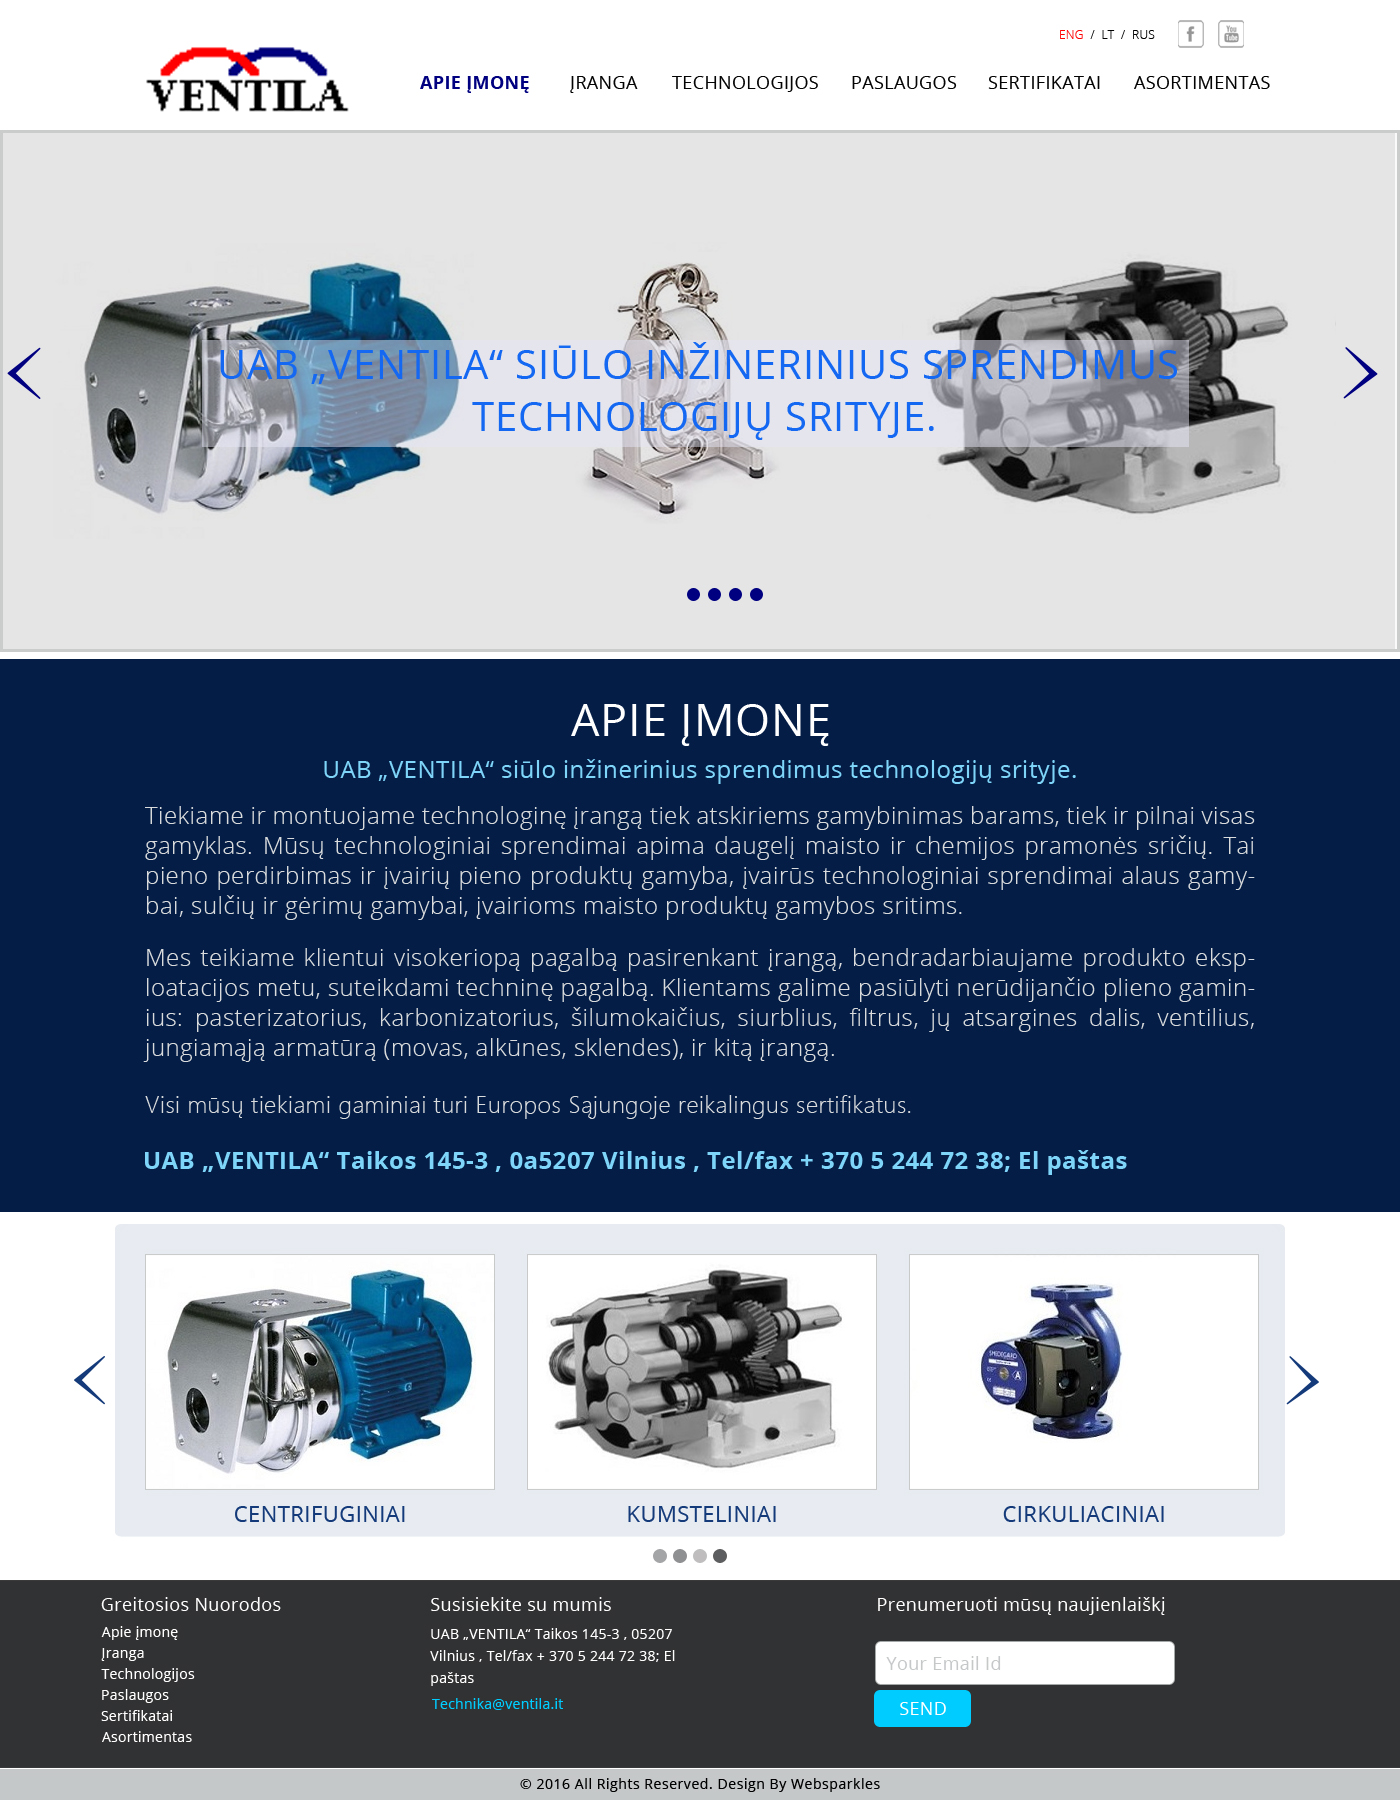 ENG / LT / RUS
VENTILA
APIE ĮMONĘ ĮRANGA TECHNOLOGIJOS PASLAUGOS SERTIFIKATAI ASORTIMENTAS
UAB „VENTILA“ SIŪLO INŽINERINIUS SPRENDIMUS
TECHNOLOGIJŲ SRITYJE.
APIE ĮMONĘ
UAB „VENTILA“ siūlo inžinerinius sprendimus technologijų srityje.
Tiekiame ir montuojame technologinę įrangą tiek atskiriems gamybinimas barams, tiek ir pilnai visas
gamyklas. Mūsų technologiniai sprendimai apima daugelį maisto ir chemijos pramonės sričių. Tai
pieno perdirbimas ir įvairių pieno produktų gamyba, įvairūs technologiniai sprendimai alaus gamy-
bai, sulčių ir gėrimų gamybai, įvairioms maisto produktų gamybos sritims.
Mes teikiame klientui visokeriopą pagalbą pasirenkant įrangą, bendradarbiaujame produkto eksp-
loatacijos metu, suteikdami techninę pagalbą. Klientams galime pasiūlyti nerūdijančio plieno gamin-
ius: pasterizatorius, karbonizatorius, šilumokaičius, siurblius, filtrus, jų atsargines dalis, ventilius,
jungiamąją armatūrą (movas, alkūnes, sklendes), ir kitą įrangą.
Visi mūsų tiekiami gaminiai turi Europos Sąjungoje reikalingus sertifikatus.
UAB „VENTILA“ Taikos 145-3 , 0a5207 Vilnius , Tel/fax + 370 5 244 72 38; El paštas
CENTRIFUGINIAI KUMSTELINIAI CIRKULIACINIAI
Greitosios Nuorodos
Apie įmonę
Įranga
Technologijos
Paslaugos
Sertifikatai
Asortimentas
Susisiekite su mumis
UAB „VENTILA“ Taikos 145-3 , 05207
Vilnius , Tel/fax + 370 5 244 72 38; El
paštas
Technika@ventila.it
Prenumeruoti mūsų naujienlaiškį
Your Email Id
SEND
© 2016 All Rights Reserved. Design By Websparkles